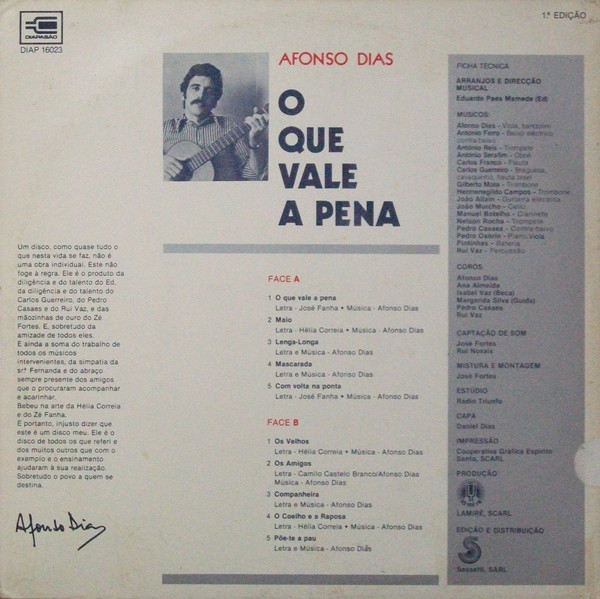 DIAPASÃO
DIAP 16023
1.ª EDIÇÃO
AFONSO DIAS
O
QUE
VALE
A PENA
Um disco, como quase tudo o
que nesta vida se faz, não é
uma obra individual. Este não
foge à regra. Ele é o produto da
diligência e do talento do Ed,
da diligência e do talento do
Carlos Guerreiro, do Pedro
Casaes e do Rui Vaz, e das
mãozinhas de ouro do Zé
Fortes. E, sobretudo da
amizade de todos eles.
E ainda a soma do trabalho de
todos os músicos
intervenientes, da simpatia da
srª Fernanda e do abraço
sempre presente dos amigos
que o procuraram acompanhar
e acarinhar.
Bebeu na arte da Hélia Correia
e do Zé Fanha.
E portanto, injusto dizer que
este é um disco meu. Ele é o
disco de todos os que referi e
dos muitos outros que com o
exemplo e o ensinamento
ajudaram à sua realização.
Sobretudo o povo a quem se
destina.
Afonso Dias
FACE A
1 O que vale a pena
Letra - José Fanha • Música - Afonso Dias
2 Maio
Letra - Hélia Correia • Música - Afonso Dias
3 Lenga-Longa
Letra e Música - Afonso Dias
4 Mascarada
Letra e Música - Afonso Dias
5 Com volta na ponta
Letra - José Fanha • Música - Afonso Dias
FACE B
1 Os Velhos
Letra - Hélia Correia • Música - Afonso Dias
2 Os Amigos
Letra - Camilo Castelo Branco/Afonso Dias
Música - Afonso Dias
3 Companheira
Letra e Música - Afonso Dias
4 O Coelho e a Raposa
Letra - Hélia Correia • Música - Afonso Dias
5 Põe-te a pau
Letra e Música - Afonso Dias
FICHA TÉCNICA
ARRANJOS E DIRECÇÃO
MUSICAL
Eduardo Paes Mamede (Ed)
MÚSICOS:
Afonso Dias - Viola, bandolim
António Ferro - Baixo eléctrico
contra-baixo
António Reis - Trompete
António Serafim - Oboé
Carlos Franco - Flauta
Carlos Guerreiro - Braguesa,
cavaquinho, flauta bisel
Gilberto Mota - Trombone
Hermenegildo Campos - Trombone
João Allain - Guitarra eléctrica
João Murcho - Cello
Manuel Botelho - Clarinete
Nelson Rocha - Trompete
Pedro Casaes - Contra-baixo
Pedro Osório - Piano, Viola
Pintinhas - Bateria
Rui Vaz - Percussão
COROS
Afonso Dias
Ana Almeida
Isabel Vaz (Beca)
Margarida Silva (Guida)
Pedro Casaes
Rui Vaz
CAPTAÇÃO DE SOM
José Fortes
Rui Novais
MISTURA E MONTAGEM
José Fortes
ESTÚDIO
Rádio Triunfo
CAPA
Daniel Dias
IMPRESSÃO
Cooperativa Gráfica Espírito
Santo, SCARL
PRODUÇÃO
LAMIRÉ, SCARL
EDIÇÃO E DISTRIBUIÇÃO
Sassetti, SARL